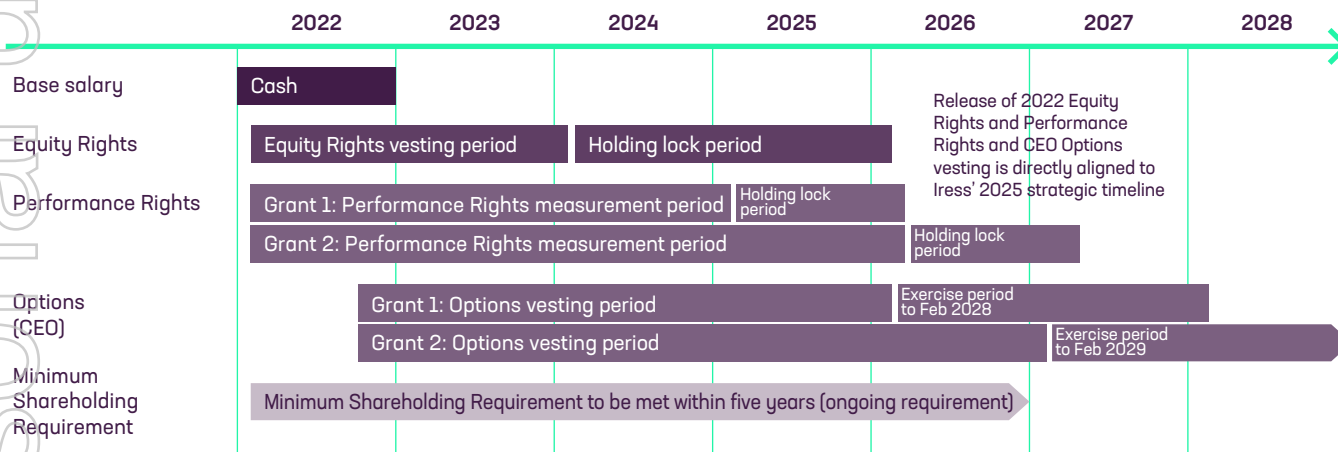 2022 2023 2024 2025 2026 2027 2028
Base salary
Cash
Equity Rights
Equity Rights vesting period
Holding lock period
Release of 2022 Equity
Rights and Performance
Rights and CEO Options
vesting is directly aligned to
Iress' 2025 strategic timeline
Performance Rights
Grant 1: Performance Rights measurement period
Holding lock
period
Grant 2: Performance Rights measurement period
Holding lock
period
Options
(CEO)
Grant 1: Options vesting period
Exercise period
to Feb 2028
Grant 2: Options vesting period
Exercise period
to Feb 2029
Minimum
Shareholding
Requirement
Minimum Shareholding Requirement to be met within five years (ongoing requirement)